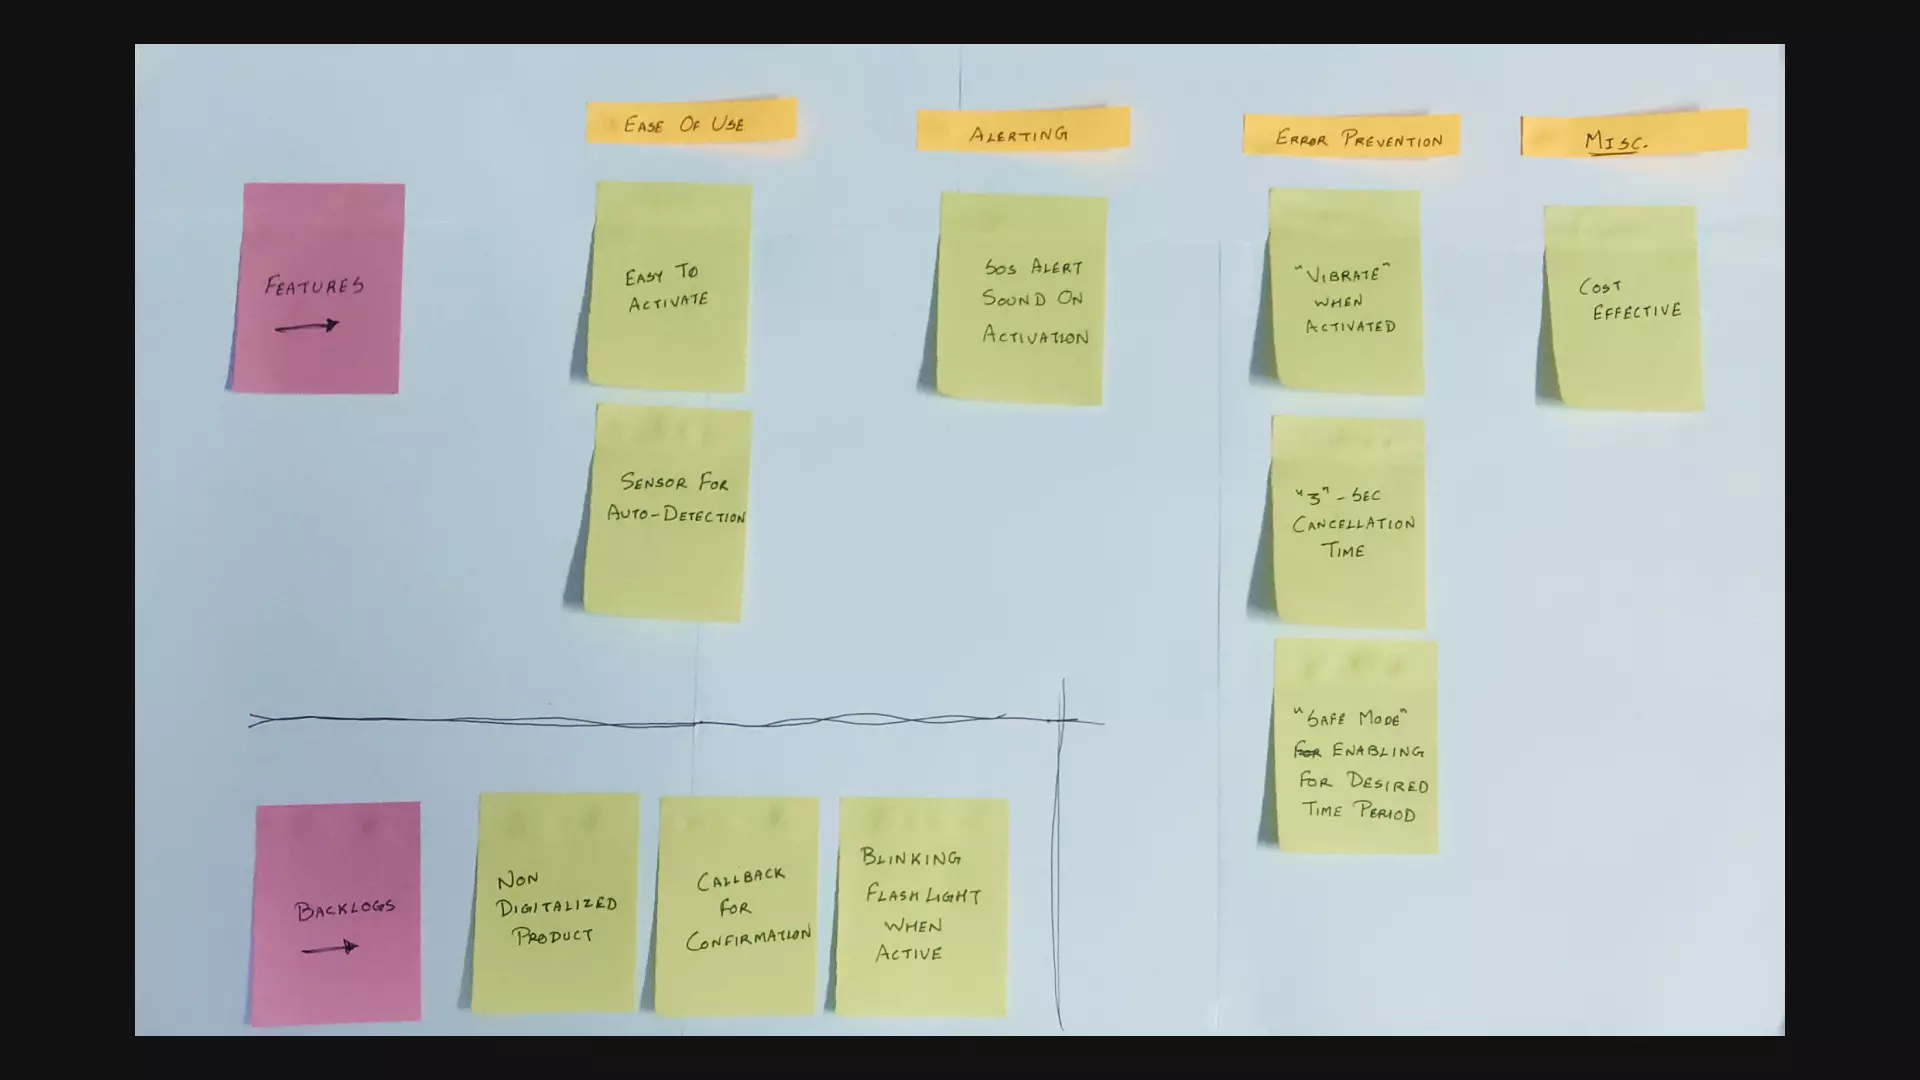 EASE OF USE
ALERTING
ERROR PREVENTION
MISC.
FEATURES
EASY TO
ACTIVATE
SOS ALERT
SOUND ON
ACTIVATION
"VIBRATE"
WHEN
ACTIVATED
COST
EFFECTIVE
SENSOR FOR
AUTO-DETECTION
"3"-SEC
CANCELLATION
TIME
"SAFE MODE"
FOR ENABLING
FOR DESIRED
TIME PERIOD
BACKLOGS
NON
DIGITALIZED
PRODUCT
CALLBACK
FOR
CONFIRMATION
BLINKING
FLASH LIGHT
WHEN
ACTIVE